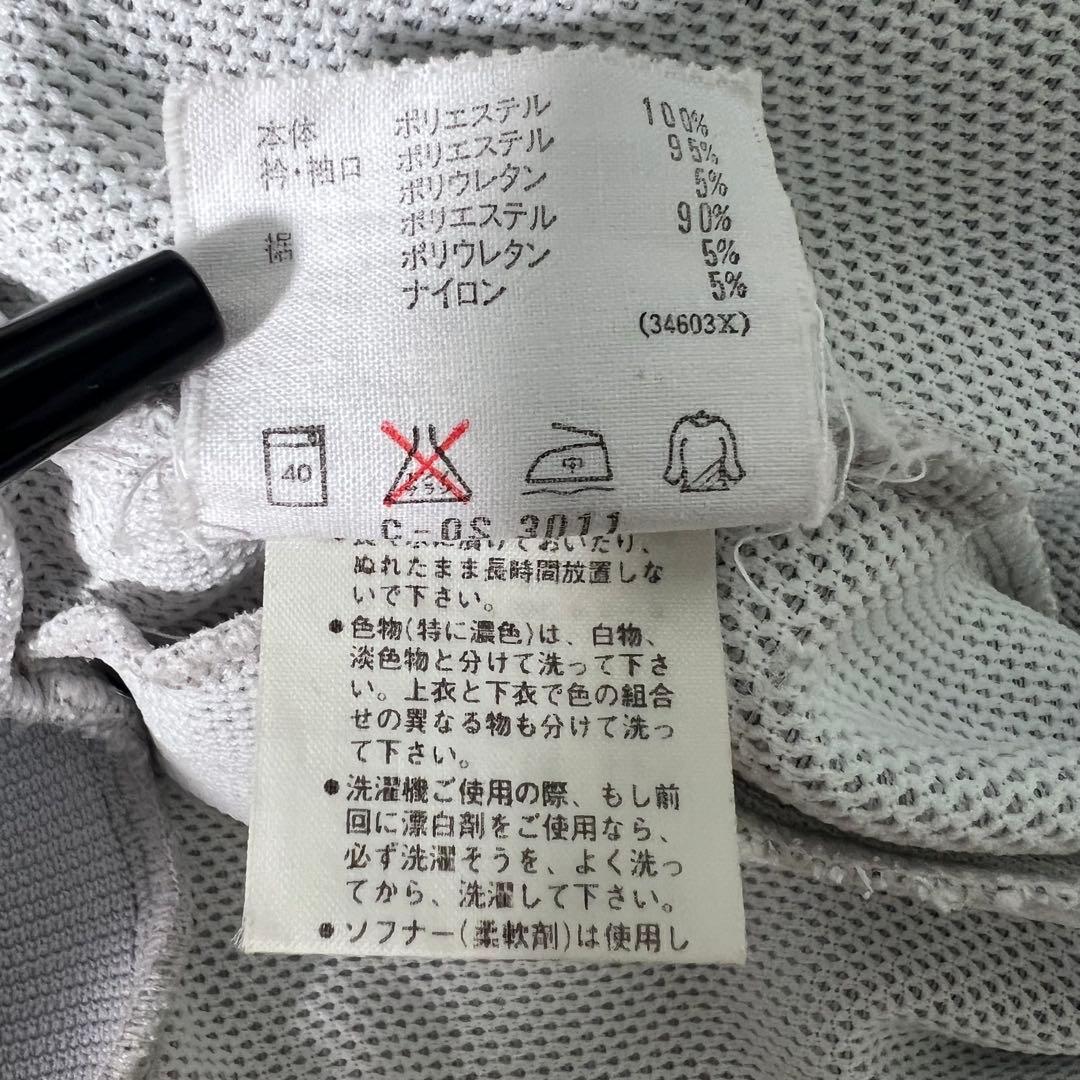 本体 ポリエステル 100%
衿・袖口 ポリエステル 95%
ポリウレタン 5%
裾 ポリエステル 90%
ポリウレタン 5%
ナイロン 5%
(34603X)
40
中
C-OS 3011
ぬれたまま長時間放置しな
いで下さい。
●色物(特に濃色)は、白物、
淡色物と分けて洗って下さ
い。上衣と下衣で色の組合
せの異なる物も分けて洗っ
て下さい。
●洗濯機ご使用の際、もし前
回に漂白剤をご使用なら、
必ず洗濯そうを、よく洗っ
てから、洗濯して下さい。
●ソフナー(柔軟剤)は使用し